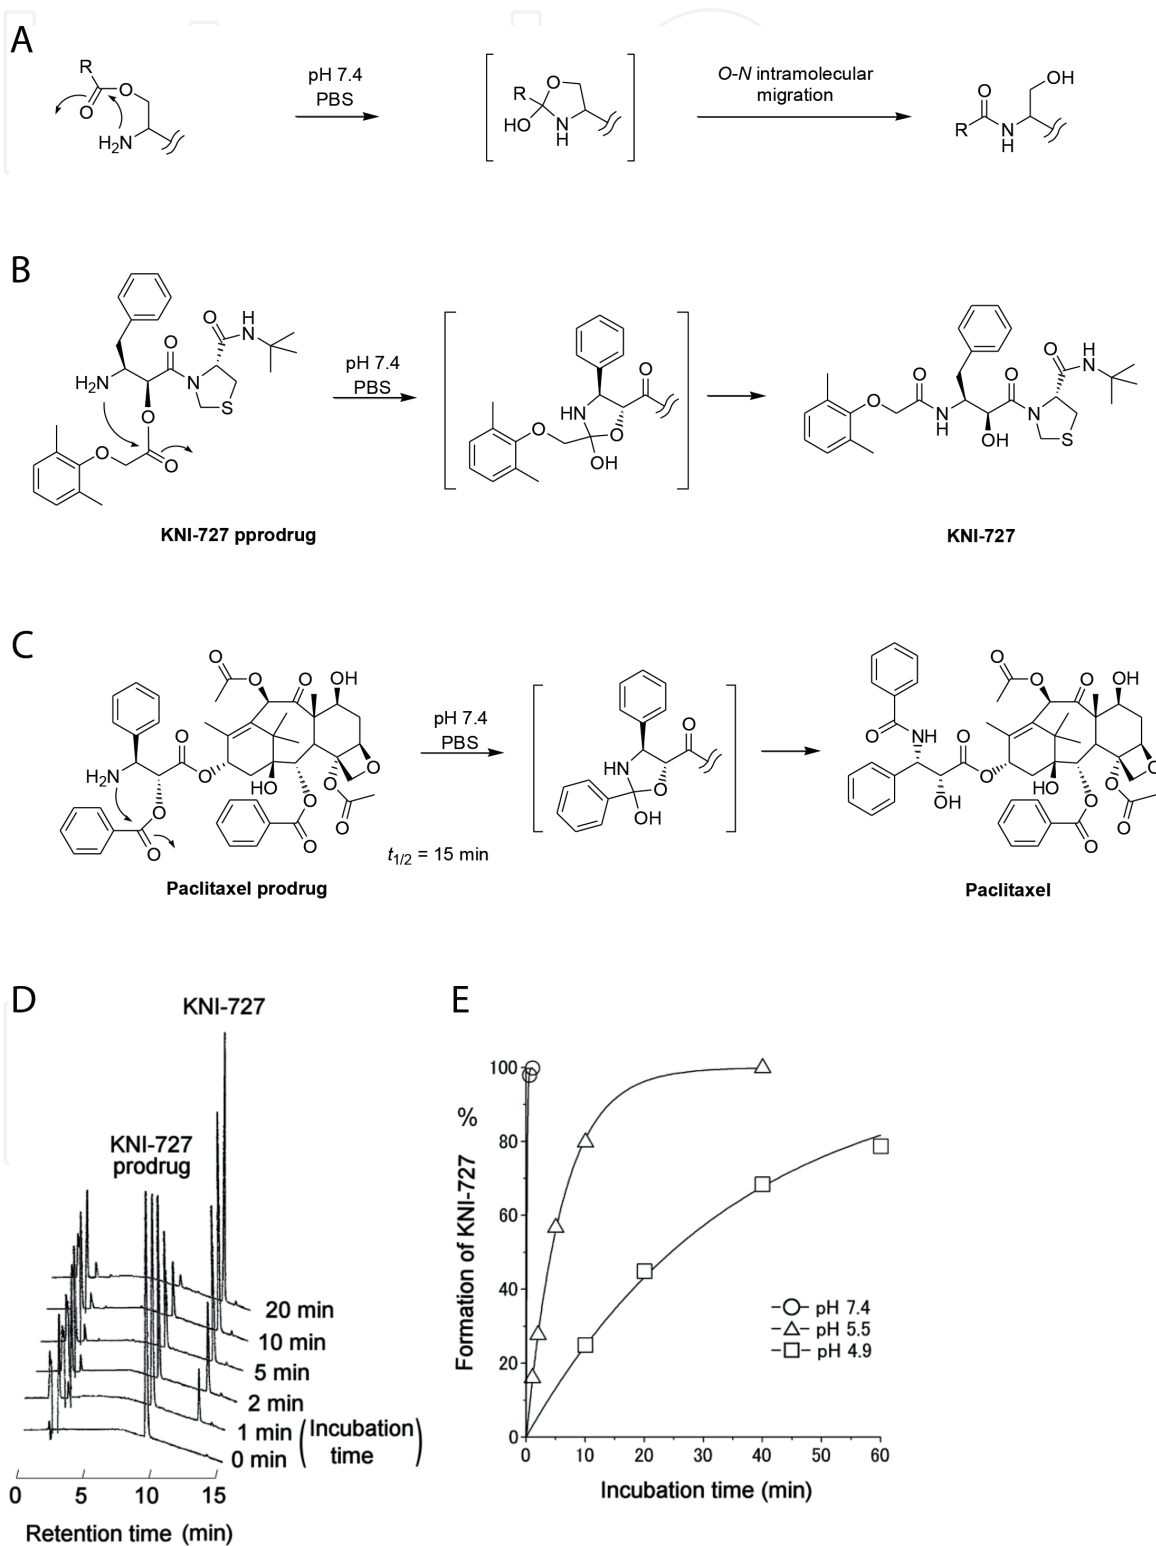 A
R
O
O
H2N
pH 7.4
PBS
O
R
HO
N
H
O-N intramolecular
migration
OH
O
R
N
H
B
O
H
N
O
H2N
N
S
O
O
O
pH 7.4
PBS
O
HN
O
O
OH
O
H
N
O
O
O
N
H
N
OH
S
KNI-727 pprodrug
KNI-727
C
O
O
O
OH
O
H2N
O
O
HO
O
O
O
O
O
O
pH 7.4
PBS
t1/2 = 15 min
O
HN
O
OH
O
O
O
OH
O
NH
O
O
OH
HO
O
O
O
O
O
Paclitaxel prodrug
Paclitaxel
D
KNI-727
KNI-727
prodrug
20 min
10 min
5 min
2 min
1 min
0 min
(Incubation
time)
0
5
10
15
Retention time (min)
E
100
80
60
40
20
0
%
Formation of KNI-727
pH 7.4
pH 5.5
pH 4.9
0
10
20
30
40
50
60
Incubation time (min)